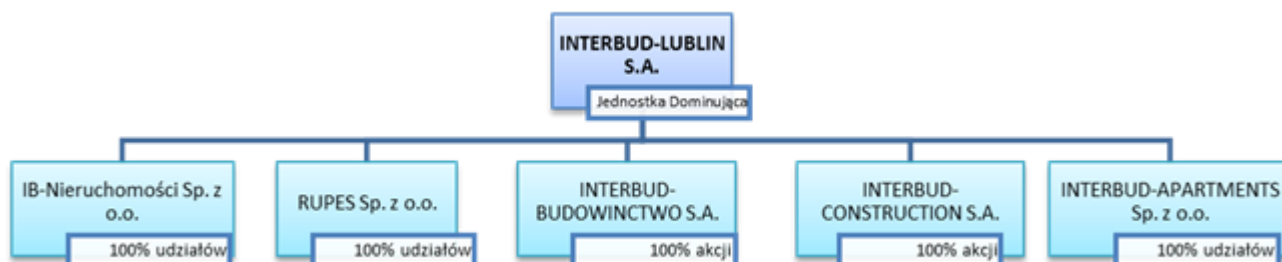 INTERBUD-LUBLIN
S.A.
Jednostka Dominująca
IB-Nieruchomości Sp. z
o.o.
100% udziałów
RUPES Sp. z o.o.
100% udziałów
INTERBUD-
BUDOWINCTWO S.A.
100% akcji
INTERBUD-
CONSTRUCTION S.A.
100% akcji
INTERBUD-APARTMENTS
Sp. z o.o.
100% udziałów